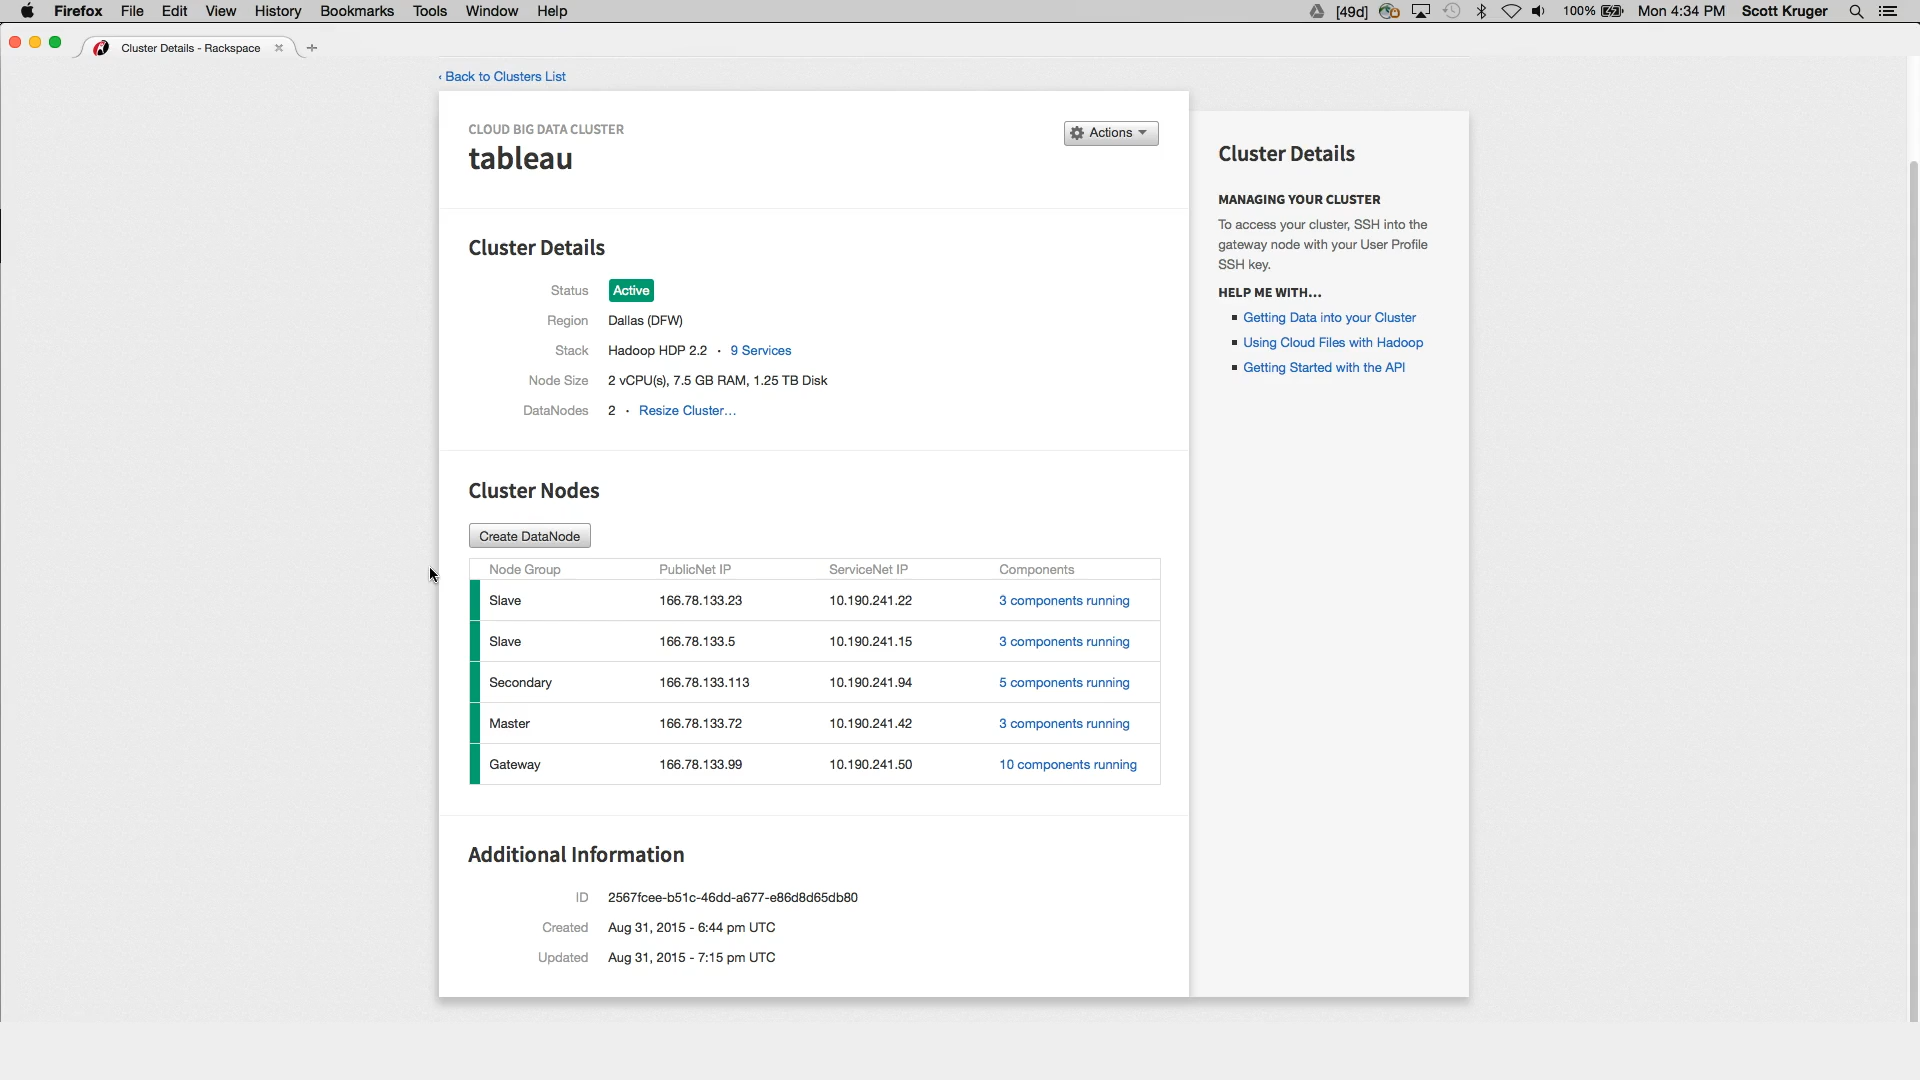 Firefox File Edit View History Bookmarks Tools Window Help [49d] 100% Mon 4:34 PM Scott Kruger
Cluster Details - Rackspace
‹ Back to Clusters List
CLOUD BIG DATA CLUSTER
tableau
Actions
Cluster Details
Status Active
Region Dallas (DFW)
Stack Hadoop HDP 2.2 · 9 Services
Node Size 2 vCPU(s), 7.5 GB RAM, 1.25 TB Disk
DataNodes 2 · Resize Cluster...
Cluster Nodes
Create DataNode
Node Group PublicNet IP ServiceNet IP Components
Slave 166.78.133.23 10.190.241.22 3 components running
Slave 166.78.133.5 10.190.241.15 3 components running
Secondary 166.78.133.113 10.190.241.94 5 components running
Master 166.78.133.72 10.190.241.42 3 components running
Gateway 166.78.133.99 10.190.241.50 10 components running
Additional Information
ID 2567fcee-b51c-46dd-a677-e86d8d65db80
Created Aug 31, 2015 - 6:44 pm UTC
Updated Aug 31, 2015 - 7:15 pm UTC
Cluster Details
MANAGING YOUR CLUSTER
To access your cluster, SSH into the
gateway node with your User Profile
SSH key.
HELP ME WITH...
Getting Data into your Cluster
Using Cloud Files with Hadoop
Getting Started with the API